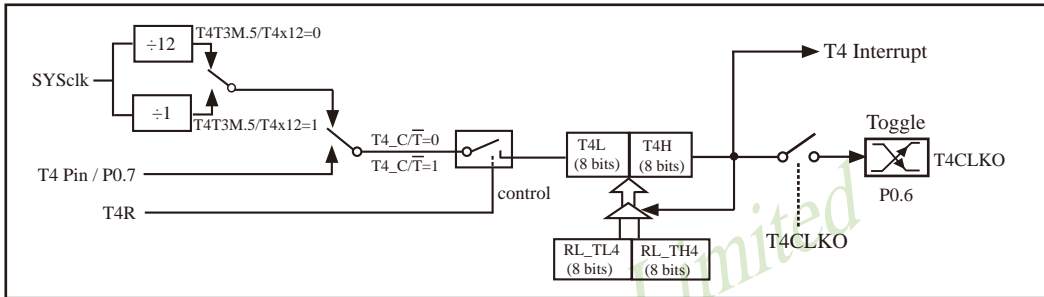 ÷12
T4T3M.5/T4x12=0
SYSclk
÷1
T4T3M.5/T4x12=1
T4_C/T̅=0
T4_C/T̅=1
T4 Pin / P0.7
T4R
control
T4L
(8 bits)
T4H
(8 bits)
RL_TL4
(8 bits)
RL_TH4
(8 bits)
T4 Interrupt
Toggle
T4CLKO
P0.6
T4CLKO
Limited